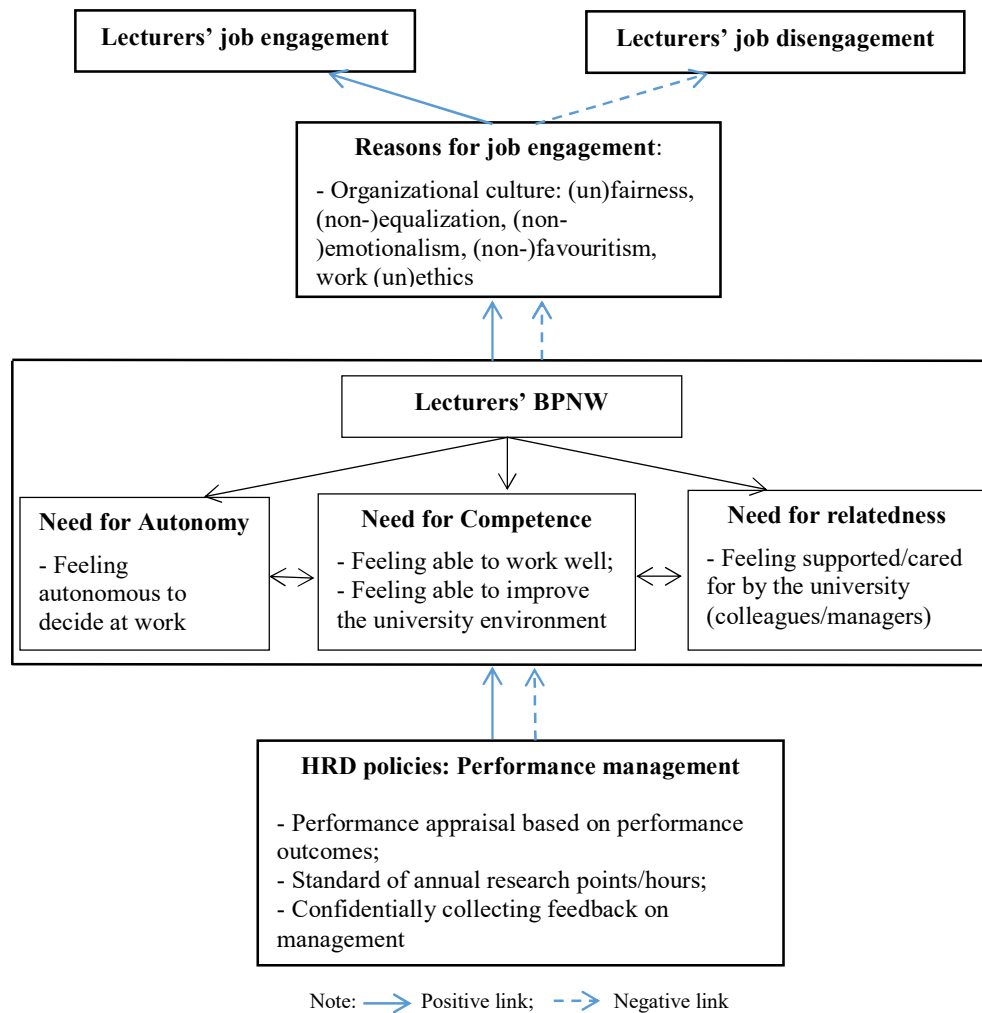 Lecturers’ job engagement
Lecturers’ job disengagement
Reasons for job engagement:
- Organizational culture: (un)fairness,
(non-)equalization, (non-
)emotionalism, (non-)favouritism,
work (un)ethics
Lecturers’ BPNW
Need for Autonomy
- Feeling
autonomous to
decide at work
Need for Competence
- Feeling able to work well;
- Feeling able to improve
the university environment
Need for relatedness
- Feeling supported/cared
for by the university
(colleagues/managers)
HRD policies: Performance management
- Performance appraisal based on performance
outcomes;
- Standard of annual research points/hours;
- Confidentially collecting feedback on
management
Note: Positive link; Negative link